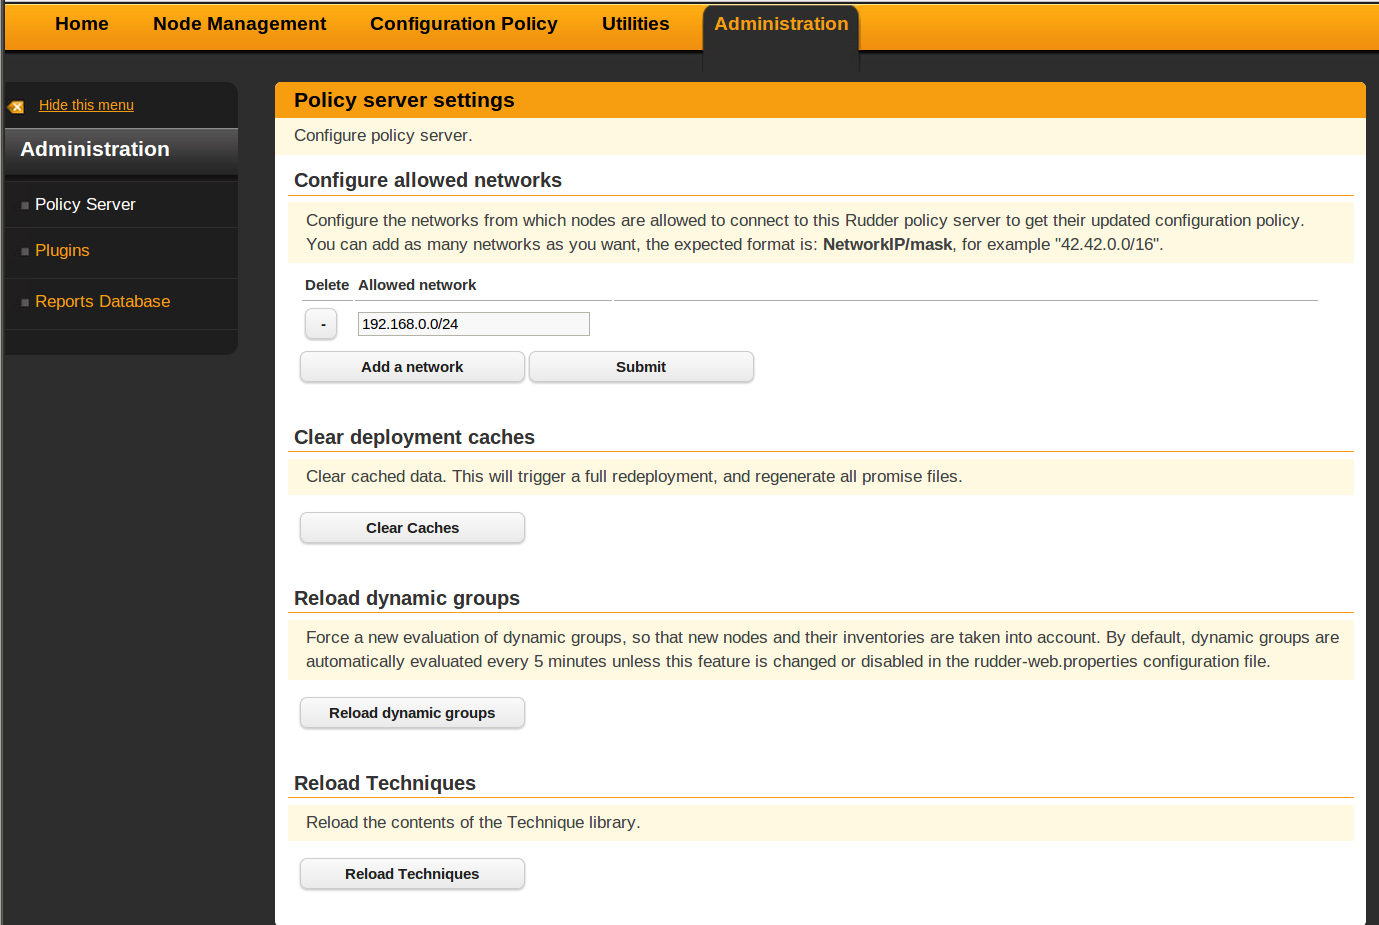 Home Node Management Configuration Policy Utilities Administration
Hide this menu
Administration
Policy Server
Plugins
Reports Database
Policy server settings
Configure policy server.
Configure allowed networks
Configure the networks from which nodes are allowed to connect to this Rudder policy server to get their updated configuration policy.
You can add as many networks as you want, the expected format is: NetworkIP/mask, for example "42.42.0.0/16".
Delete Allowed network
- 192.168.0.0/24
Add a network Submit
Clear deployment caches
Clear cached data. This will trigger a full redeployment, and regenerate all promise files.
Clear Caches
Reload dynamic groups
Force a new evaluation of dynamic groups, so that new nodes and their inventories are taken into account. By default, dynamic groups are
automatically evaluated every 5 minutes unless this feature is changed or disabled in the rudder-web.properties configuration file.
Reload dynamic groups
Reload Techniques
Reload the contents of the Technique library.
Reload Techniques